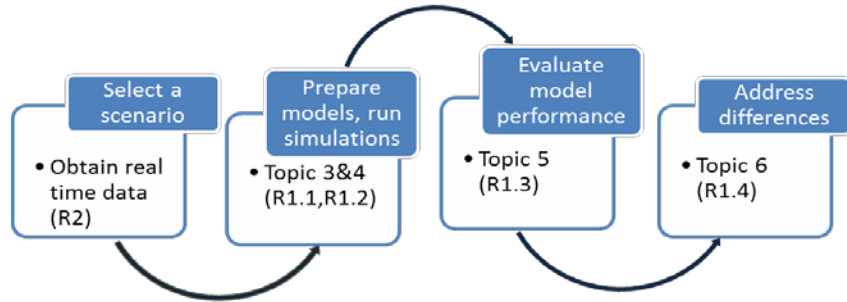 Select a
scenario
• Obtain real
time data
(R2)
Prepare
models, run
simulations
• Topic 3&4
(R1.1,R1.2)
Evaluate
model
performance
• Topic 5
(R1.3)
Address
differences
• Topic 6
(R1.4)